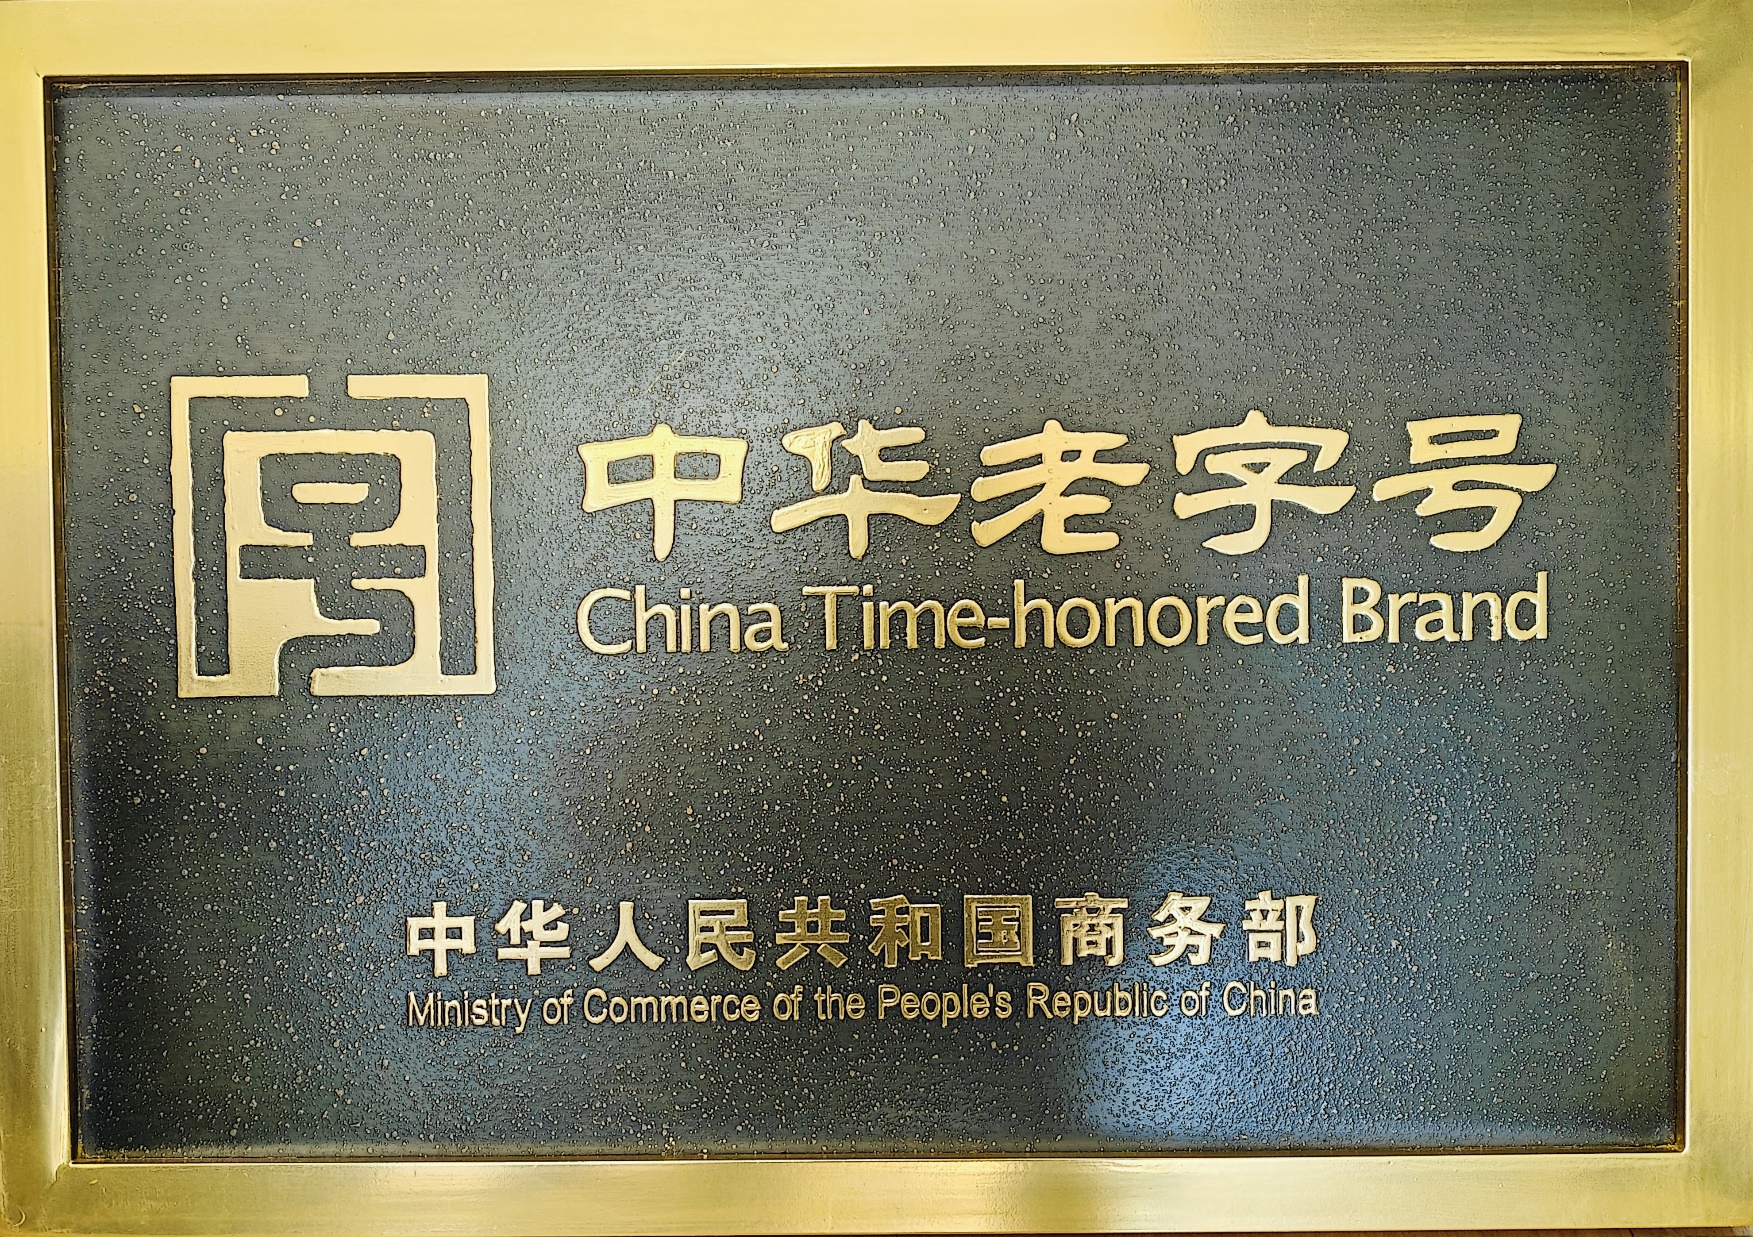 中华老字号
China Time-honored Brand
中华人民共和国商务部
Ministry of Commerce of the People's Republic of China